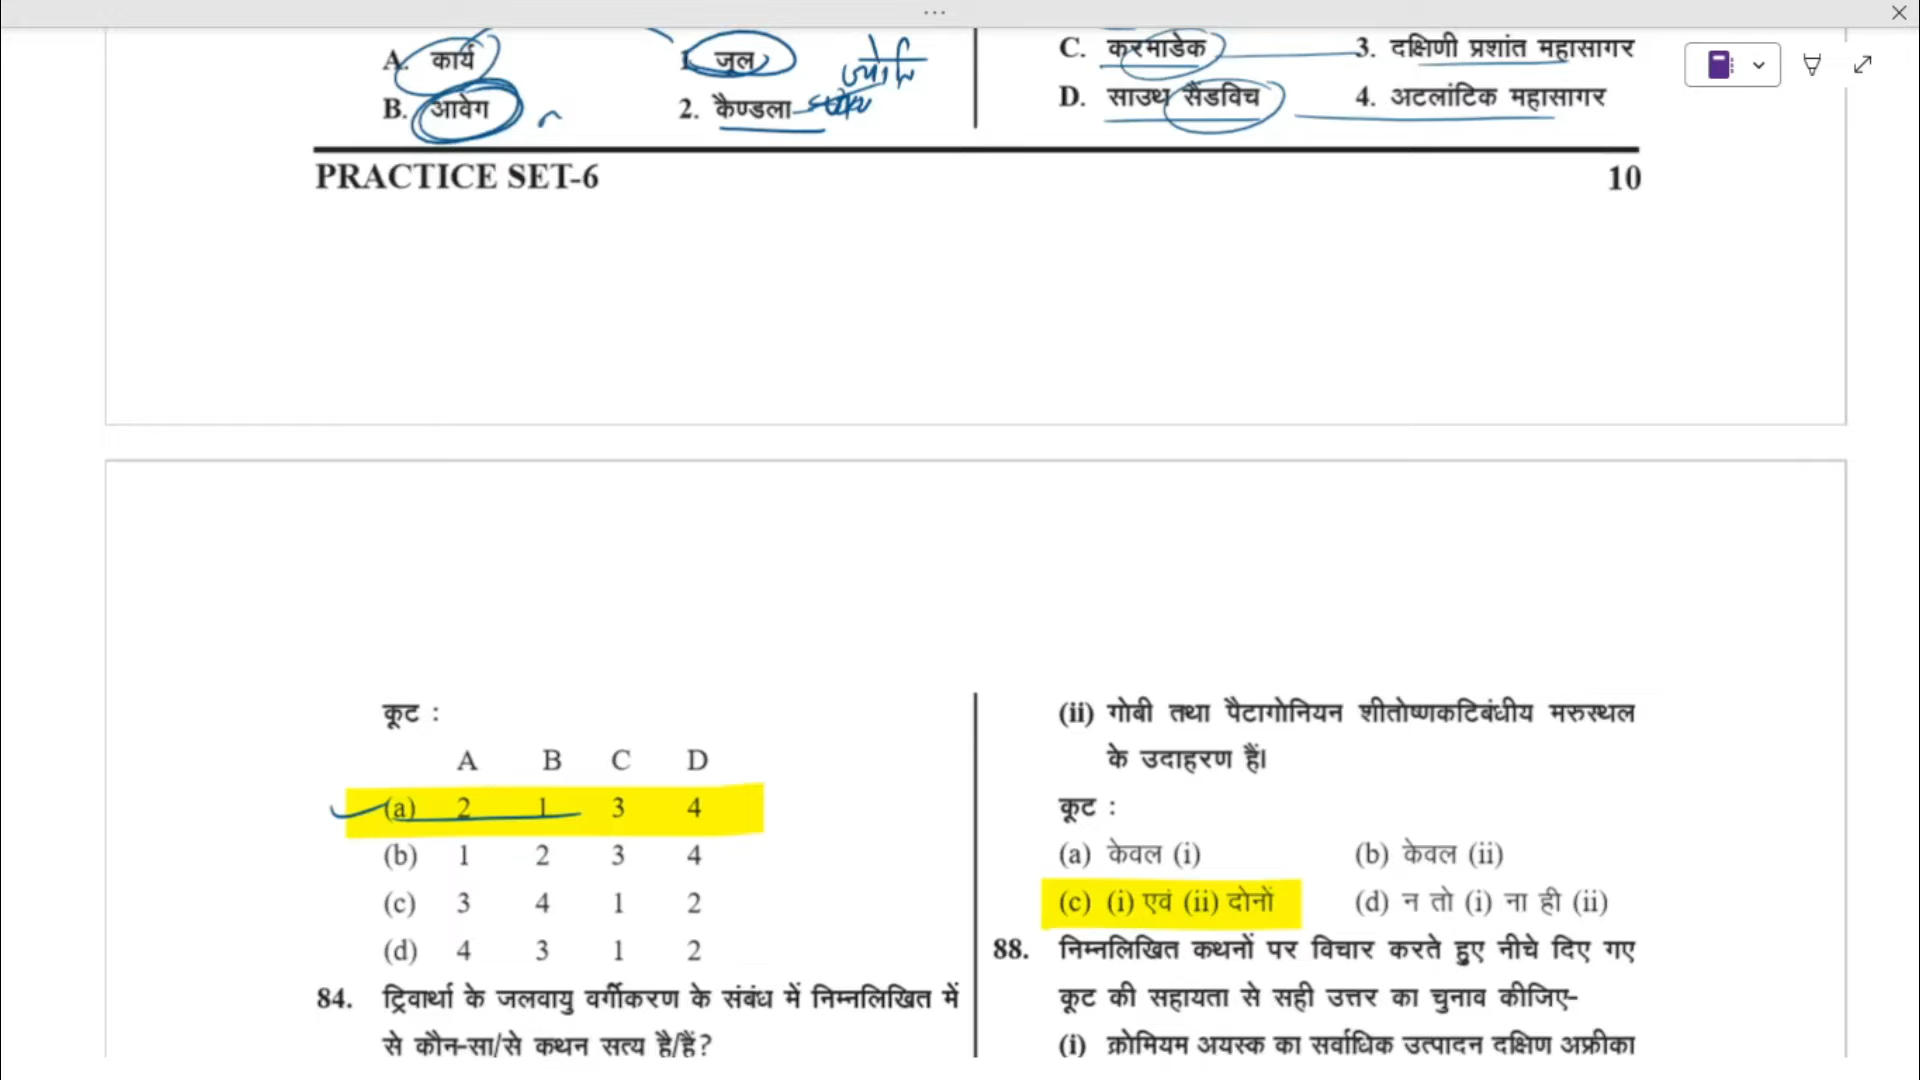 A. कार्य 1. जूल
B. आवेग 2. कैण्डला
C. करमाडेक 3. दक्षिणी प्रशांत महासागर
D. साउथ सैंडविच 4. अटलांटिक महासागर
PRACTICE SET-6 10
कूट :
A B C D
(a) 2 1 3 4
(b) 1 2 3 4
(c) 3 4 1 2
(d) 4 3 1 2
84. ट्रिवार्था के जलवायु वर्गीकरण के संबंध में निम्नलिखित में
से कौन-सा/से कथन सत्य है/हैं?
(ii) गोबी तथा पैटागोनियन शीतोष्णकटिबंधीय मरुस्थल
के उदाहरण हैं।
कूट :
(a) केवल (i) (b) केवल (ii)
(c) (i) एवं (ii) दोनों (d) न तो (i) ना ही (ii)
88. निम्नलिखित कथनों पर विचार करते हुए नीचे दिए गए
कूट की सहायता से सही उत्तर का चुनाव कीजिए-
(i) क्रोमियम अयस्क का सर्वाधिक उत्पादन दक्षिण अफ्रीका